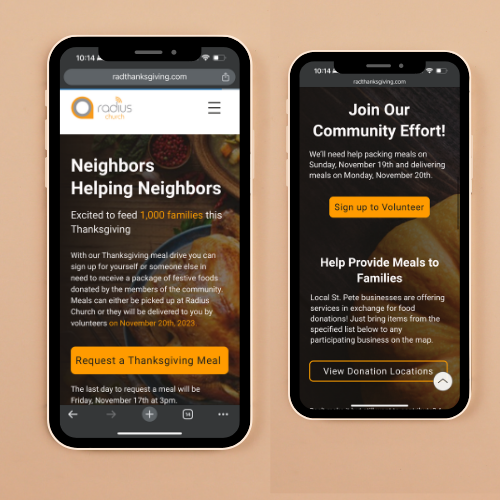 10:14
radthanksgiving.com
radius
church
Neighbors
Helping Neighbors
Excited to feed 1,000 families this
Thanksgiving
With our Thanksgiving meal drive you can
sign up for yourself or someone else in
need to receive a package of festive foods
donated by the members of the community.
Meals can either be picked up at Radius
Church or they will be delivered to you by
volunteers on November 20th, 2023.
Request a Thanksgiving Meal
The last day to request a meal will be
Friday, November 17th at 3pm.
14
10:14
radthanksgiving.com
Join Our
Community Effort!
We'll need help packing meals on
Sunday, November 19th and delivering
meals on Monday, November 20th.
Sign up to Volunteer
Help Provide Meals to
Families
Local St. Pete businesses are offering
services in exchange for food
donations! Just bring items from the
specified list below to any
participating business on the map.
View Donation Locations